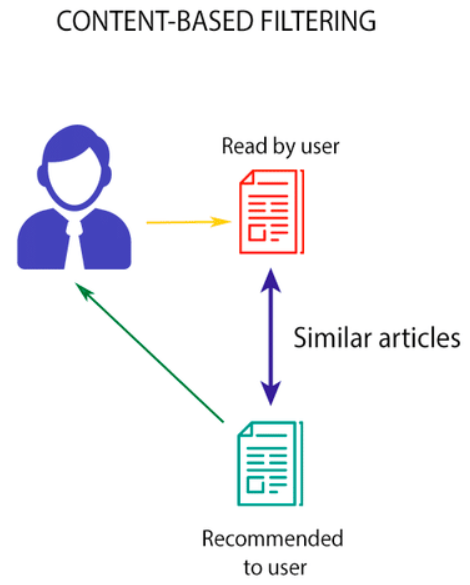 CONTENT-BASED FILTERING
Read by user
Similar articles
Recommended
to user